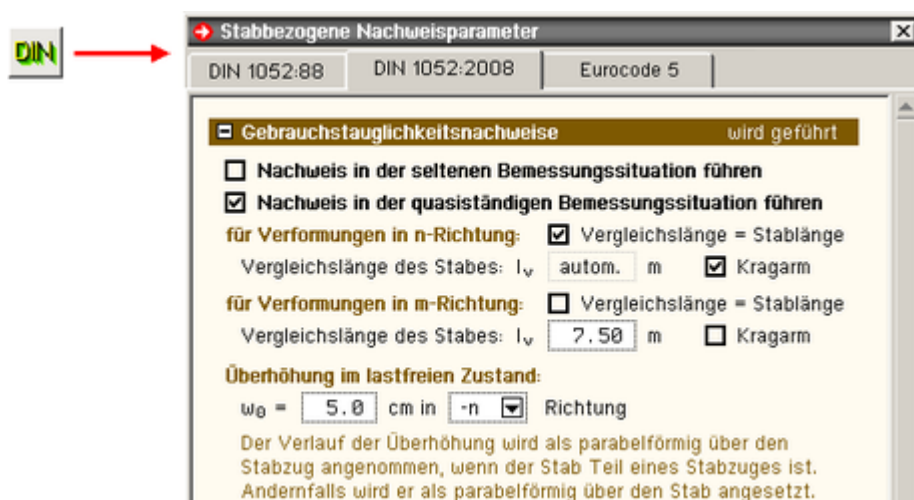 DIN
Stabbezogene Nachweisparameter
DIN 1052:88 DIN 1052:2008 Eurocode 5
Gebrauchstauglichkeitsnachweise wird geführt
Nachweis in der seltenen Bemessungssituation führen
Nachweis in der quasiständigen Bemessungssituation führen
für Verformungen in n-Richtung: Vergleichslänge = Stablänge
Vergleichslänge des Stabes: lv autom. m Kragarm
für Verformungen in m-Richtung: Vergleichslänge = Stablänge
Vergleichslänge des Stabes: lv 7.50 m Kragarm
Überhöhung im lastfreien Zustand:
w0 = 5.0 cm in -n Richtung
Der Verlauf der Überhöhung wird als parabelförmig über den
Stabzug angenommen, wenn der Stab Teil eines Stabzuges ist.
Andernfalls wird er als parabelförmig über den Stab angesetzt.